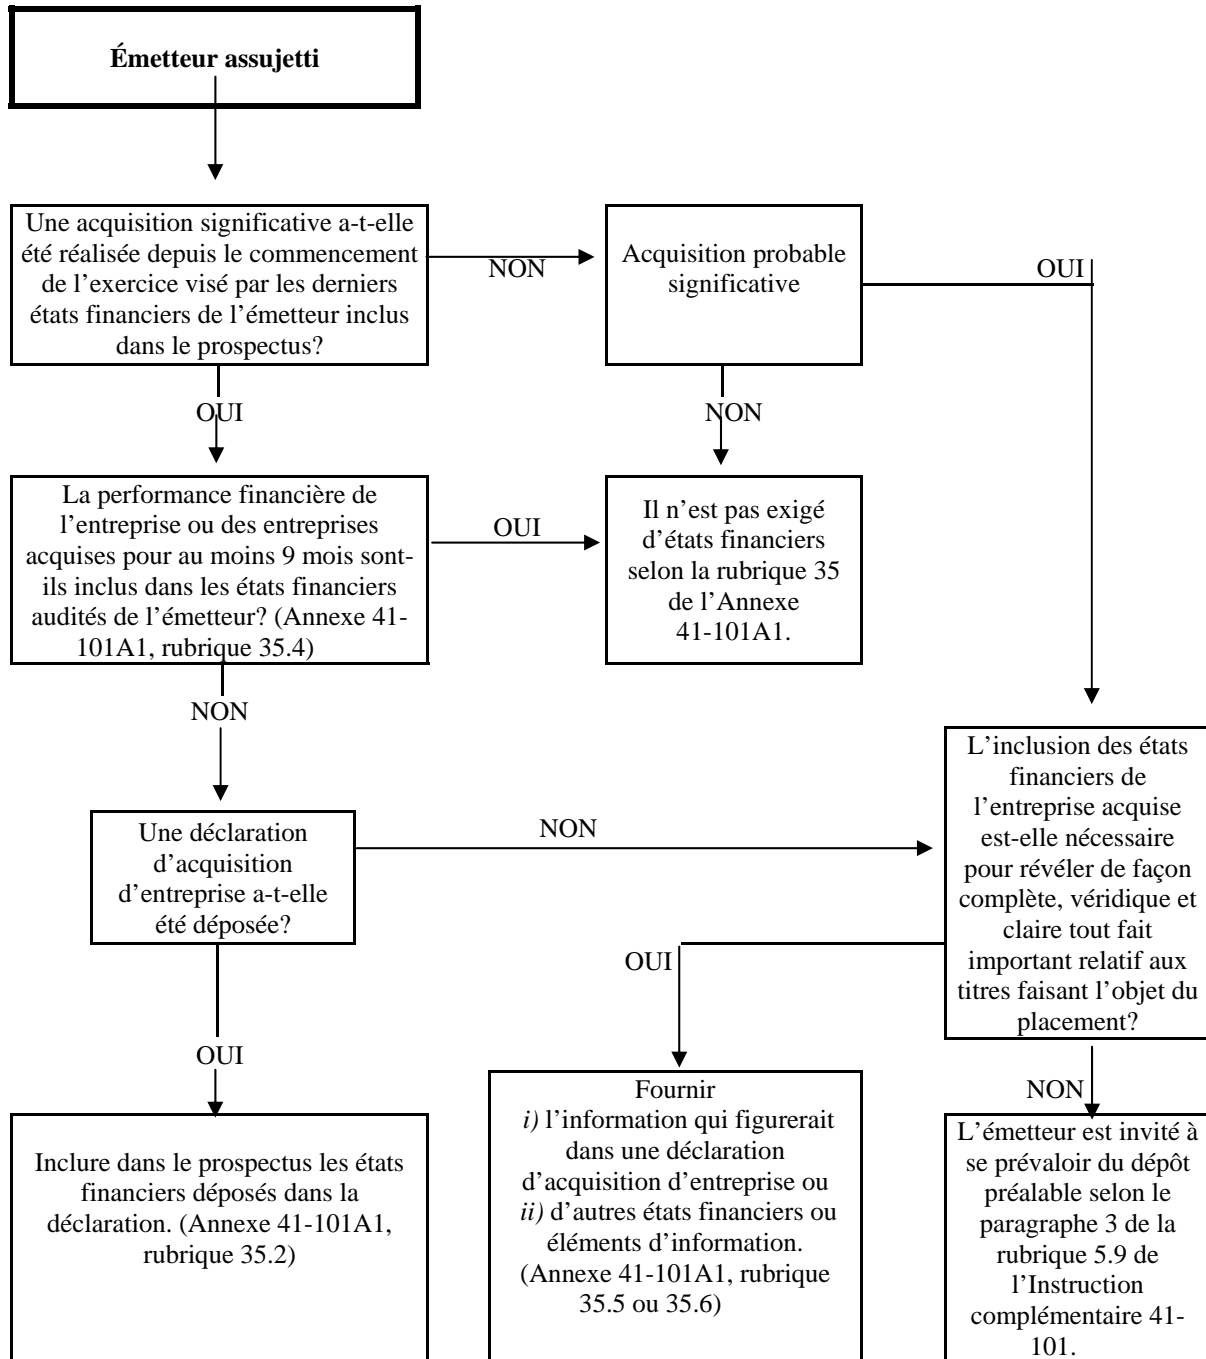 Émetteur assujetti
Une acquisition significative a-t-elle
été réalisée depuis le commencement
de l’exercice visé par les derniers
états financiers de l’émetteur inclus
dans le prospectus?
NON
Acquisition probable
significative
OUI
OUI
NON
La performance financière de
l’entreprise ou des entreprises
acquises pour au moins 9 mois sont-
ils inclus dans les états financiers
audités de l’émetteur? (Annexe 41-
101A1, rubrique 35.4)
OUI
Il n’est pas exigé
d’états financiers
selon la rubrique 35
de l’Annexe
41-101A1.
NON
Une déclaration
d’acquisition
d’entreprise a-t-elle
été déposée?
NON
L’inclusion des états
financiers de
l’entreprise acquise
est-elle nécessaire
pour révéler de façon
complète, véridique et
claire tout fait
important relatif aux
titres faisant l’objet du
placement?
OUI
OUI
NON
Inclure dans le prospectus les états
financiers déposés dans la
déclaration. (Annexe 41-101A1,
rubrique 35.2)
Fournir
i) l’information qui figurerait
dans une déclaration
d’acquisition d’entreprise ou
ii) d’autres états financiers ou
éléments d’information.
(Annexe 41-101A1, rubrique
35.5 ou 35.6)
L’émetteur est invité à
se prévaloir du dépôt
préalable selon le
paragraphe 3 de la
rubrique 5.9 de
l’Instruction
complémentaire 41-
101.